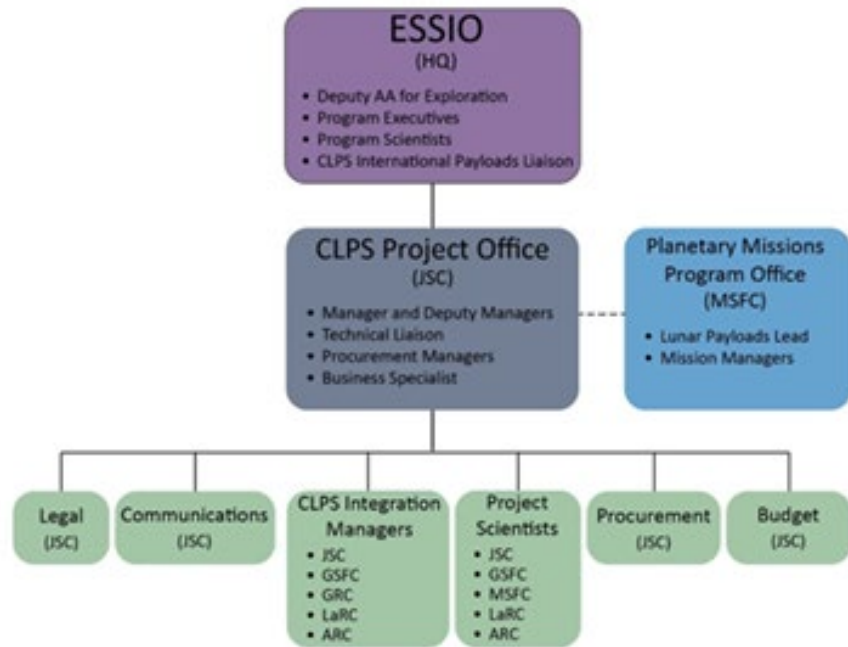 ESSIO
(HQ)
• Deputy AA for Exploration
• Program Executives
• Program Scientists
• CLPS International Payloads Liaison
CLPS Project Office
(JSC)
• Manager and Deputy Managers
• Technical Liaison
• Procurement Managers
• Business Specialist
Planetary Missions
Program Office
(MSFC)
• Lunar Payloads Lead
• Mission Managers
Legal
(JSC)
Communications
(JSC)
CLPS Integration
Managers
• JSC
• GSFC
• GRC
• LaRC
• ARC
Project
Scientists
• JSC
• GSFC
• MSFC
• LaRC
• ARC
Procurement
(JSC)
Budget
(JSC)